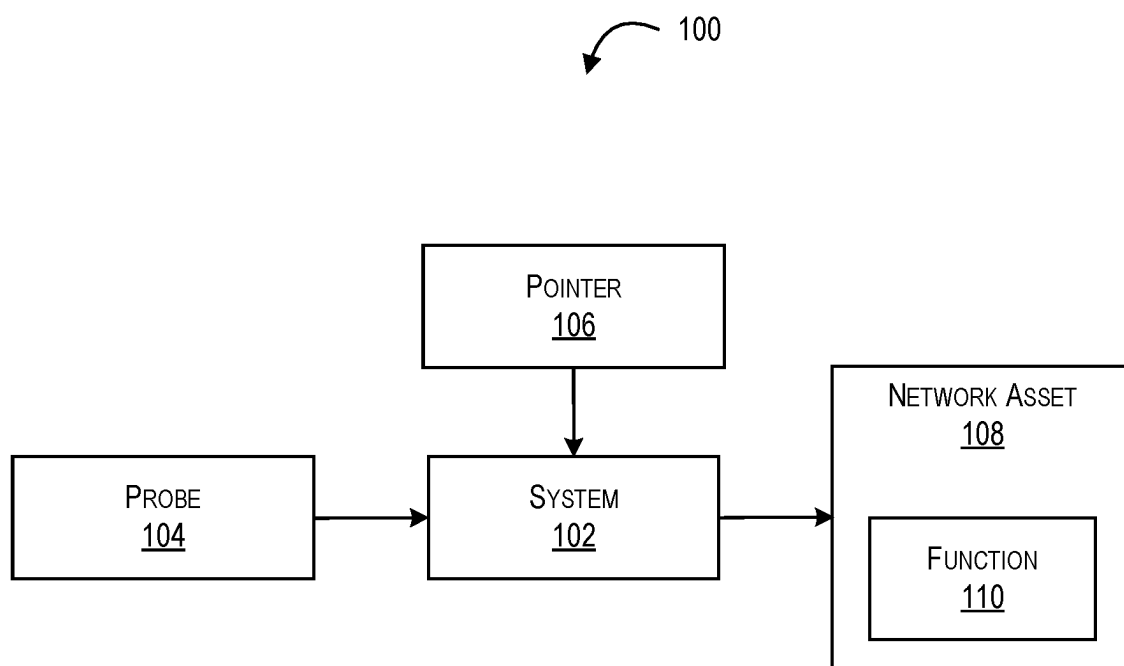 100
POINTER
106
NETWORK ASSET
108
PROBE
104
SYSTEM
102
FUNCTION
110